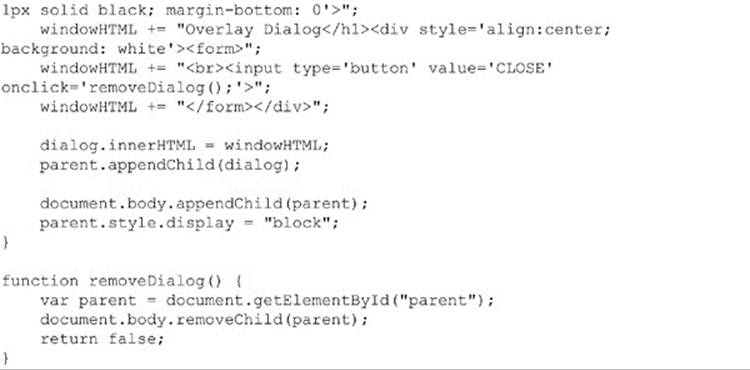 1px solid black; margin-bottom: 0'>";
    windowHTML += "Overlay Dialog</h1><div style='align:center;
background: white'><form>";
    windowHTML += "<br><input type='button' value='CLOSE'
onclick='removeDialog();'>";
    windowHTML += "</form></div>";

    dialog.innerHTML = windowHTML;
    parent.appendChild(dialog);

    document.body.appendChild(parent);
    parent.style.display = "block";
}

function removeDialog() {
    var parent = document.getElementById("parent");
    document.body.removeChild(parent);
    return false;
}